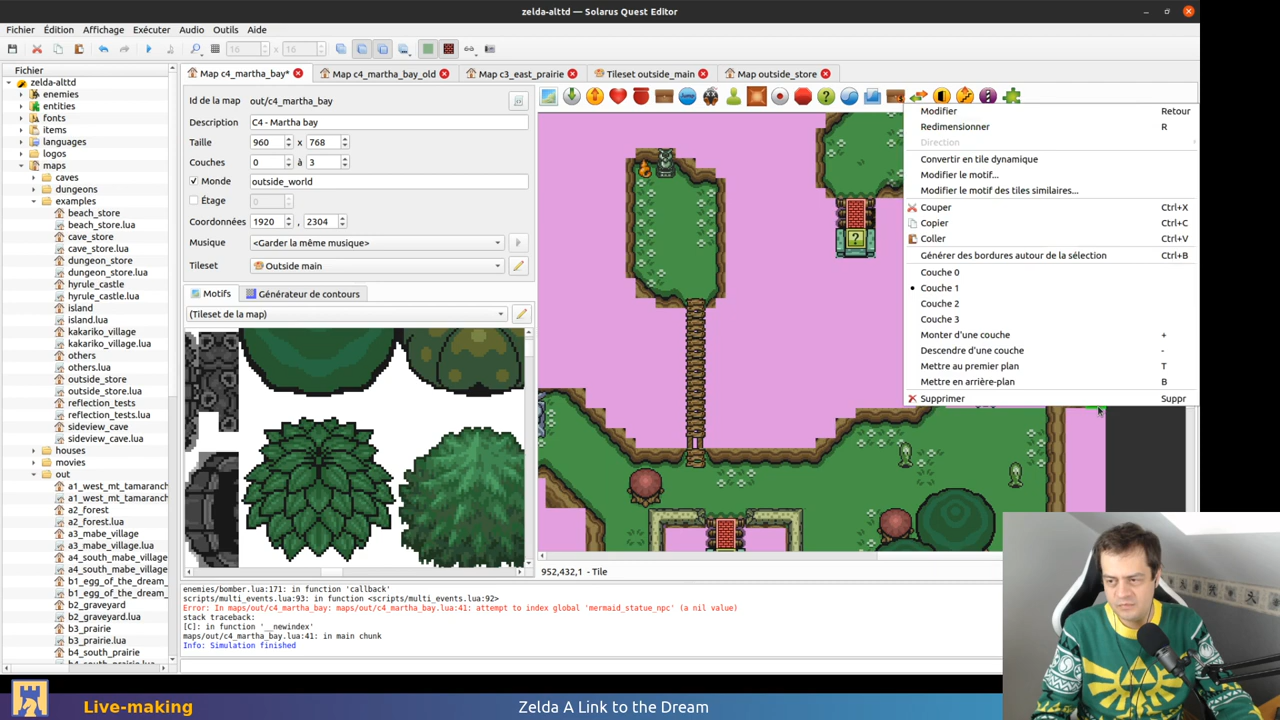 zelda-alttd — Solarus Quest Editor
Fichier Édition Affichage Exécuter Audio Outils Aide
16 x 16
Fichier
zelda-alttd
enemies
entities
fonts
items
languages
logos
maps
caves
dungeons
examples
beach_store
beach_store.lua
cave_store
cave_store.lua
dungeon_store
dungeon_store.lua
hyrule_castle
hyrule_castle.lua
island
island.lua
kakariko_village
kakariko_village.lua
others
others.lua
outside_store
outside_store.lua
reflection_tests
reflection_tests.lua
sideview_cave
sideview_cave.lua
houses
movies
out
a1_west_mt_tamaranch
a1_west_mt_tamaranch
a2_forest
a2_forest.lua
a3_mabe_village
a3_mabe_village.lua
a4_south_mabe_village
a4_south_mabe_village
b1_egg_of_the_dream_
b1_egg_of_the_dream_
b2_graveyard
b2_graveyard.lua
b3_prairie
b3_prairie.lua
b4_south_prairie
b4_south_prairie.lua
Map c4_martha_bay* Map c4_martha_bay_old Map c3_east_prairie Tileset outside_main Map outside_store
Id de la map out/c4_martha_bay
Description C4 - Martha bay
Taille 960 x 768
Couches 0 à 3
Monde outside_world
Étage 0
Coordonnées 1920 , 2304
Musique <Garder la même musique>
Tileset Outside main
Motifs Générateur de contours
(Tileset de la map)
Modifier Retour
Redimensionner R
Direction
Convertir en tile dynamique
Modifier le motif...
Modifier le motif des tiles similaires...
Couper Ctrl+X
Copier Ctrl+C
Coller Ctrl+V
Générer des bordures autour de la sélection Ctrl+B
Couche 0
Couche 1
Couche 2
Couche 3
Monter d'une couche +
Descendre d'une couche -
Mettre au premier plan T
Mettre en arrière-plan B
Supprimer Suppr
?
952,432,1 - Tile
enemies/bomber.lua:171: in function 'callback'
scripts/multi_events.lua:93: in function <scripts/multi_events.lua:92>
Error: In maps/out/c4_martha_bay: maps/out/c4_martha_bay.lua:41: attempt to index global 'mermaid_statue_npc' (a nil value)
stack traceback:
[C]: in function '__newindex'
maps/out/c4_martha_bay.lua:41: in main chunk
Info: Simulation finished
Live-making Zelda A Link to the Dream